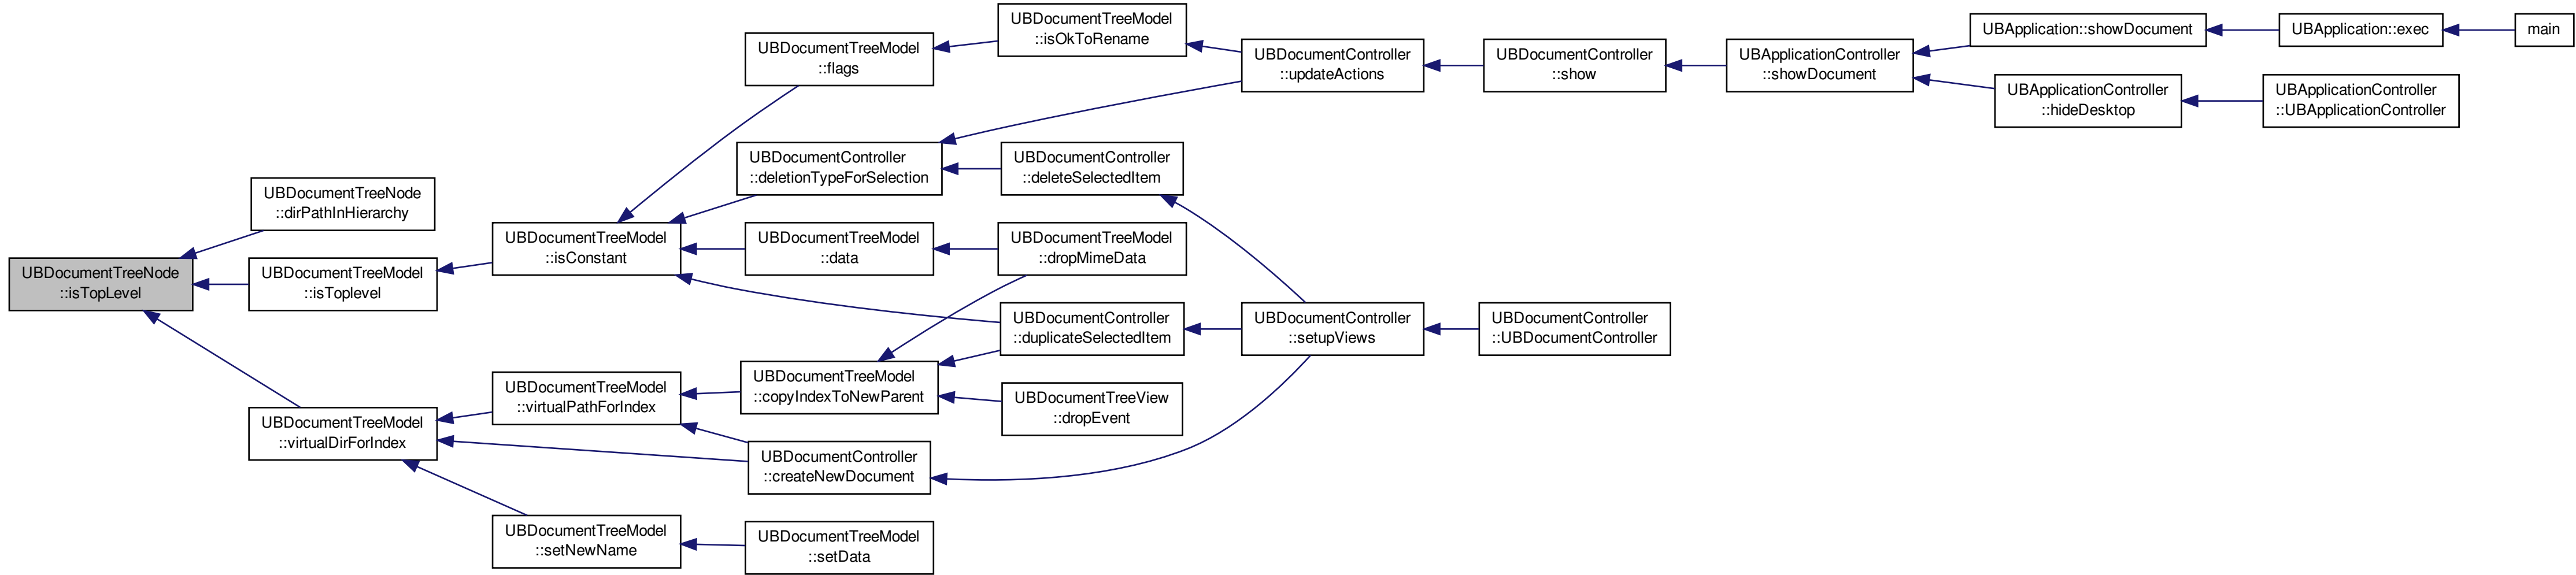 UBDocumentTreeNode
::isTopLevel
UBDocumentTreeNode
::dirPathInHierarchy
UBDocumentTreeModel
::isToplevel
UBDocumentTreeModel
::virtualDirForIndex
UBDocumentTreeModel
::isConstant
UBDocumentTreeModel
::virtualPathForIndex
UBDocumentTreeModel
::setNewName
UBDocumentTreeModel
::flags
UBDocumentController
::deletionTypeForSelection
UBDocumentTreeModel
::data
UBDocumentTreeModel
::copyIndexToNewParent
UBDocumentController
::createNewDocument
UBDocumentTreeModel
::setData
UBDocumentTreeModel
::isOkToRename
UBDocumentController
::deleteSelectedItem
UBDocumentTreeModel
::dropMimeData
UBDocumentController
::duplicateSelectedItem
UBDocumentTreeView
::dropEvent
UBDocumentController
::updateActions
UBDocumentController
::setupViews
UBDocumentController
::show
UBDocumentController
::UBDocumentController
UBApplicationController
::showDocument
UBApplication::showDocument
UBApplicationController
::hideDesktop
UBApplication::exec
UBApplicationController
::UBApplicationController
main